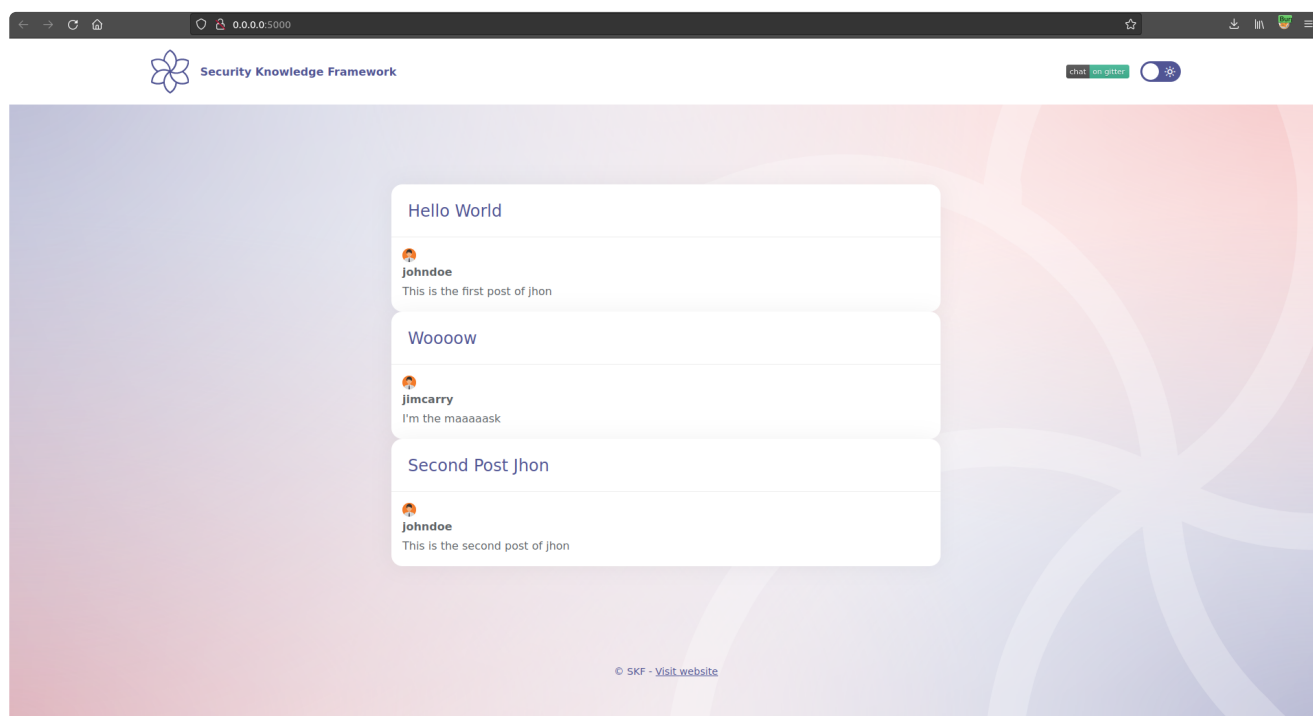 0.0.0.0:5000
Security Knowledge Framework
chat on gitter
Hello World
johndoe
This is the first post of jhon
Woooow
jimcarry
I'm the maaaaask
Second Post Jhon
johndoe
This is the second post of jhon
© SKF - Visit website